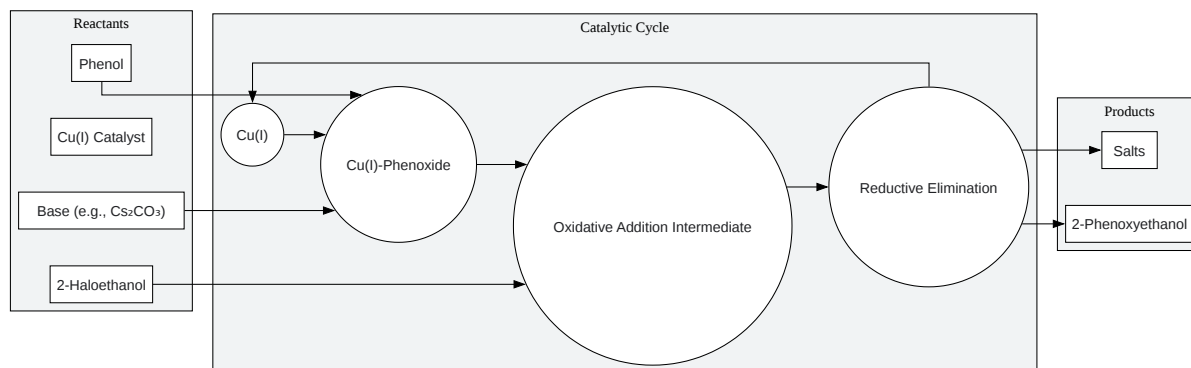 Reactants
Phenol
Cu(I) Catalyst
Base (e.g., Cs₂CO₃)
2-Haloethanol
Catalytic Cycle
Cu(I)
Cu(I)-Phenoxide
Oxidative Addition Intermediate
Reductive Elimination
Products
Salts
2-Phenoxyethanol